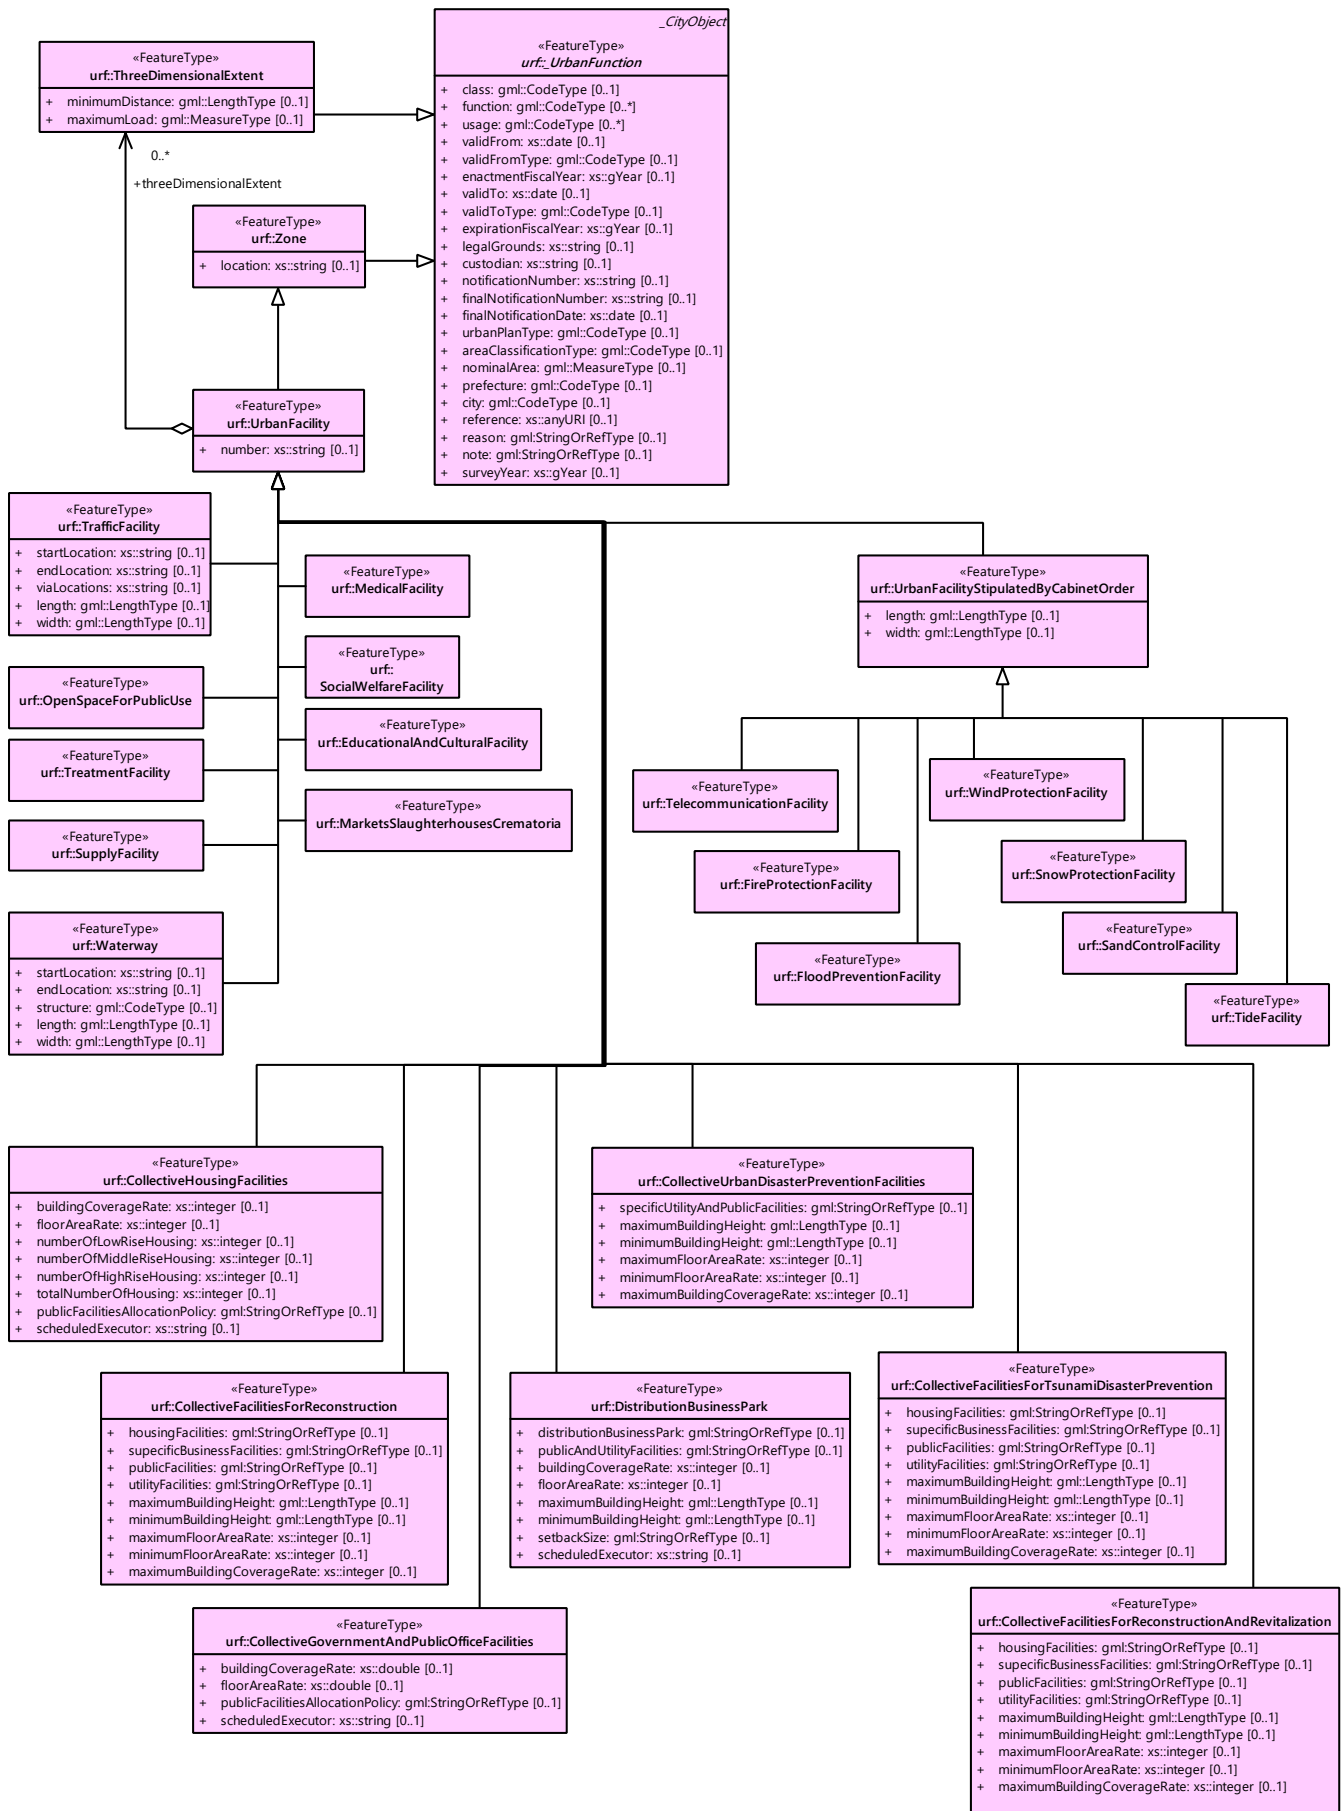 _CityObject
«FeatureType»
urf::_UrbanFunction
+ class: gml::CodeType [0..1]
+ function: gml::CodeType [0..*]
+ usage: gml::CodeType [0..*]
+ validFrom: xs::date [0..1]
+ validFromType: gml::CodeType [0..1]
+ enactmentFiscalYear: xs::gYear [0..1]
+ validTo: xs::date [0..1]
+ validToType: gml::CodeType [0..1]
+ expirationFiscalYear: xs::gYear [0..1]
+ legalGrounds: xs::string [0..1]
+ custodian: xs::string [0..1]
+ notificationNumber: xs::string [0..1]
+ finalNotificationNumber: xs::string [0..1]
+ finalNotificationDate: xs::date [0..1]
+ urbanPlanType: gml::CodeType [0..1]
+ areaClassificationType: gml::CodeType [0..1]
+ nominalArea: gml::MeasureType [0..1]
+ prefecture: gml::CodeType [0..1]
+ city: gml::CodeType [0..1]
+ reference: xs::anyURI [0..1]
+ reason: gml:StringOrRefType [0..1]
+ note: gml:StringOrRefType [0..1]
+ surveyYear: xs::gYear [0..1]
«FeatureType»
urf::ThreeDimensionalExtent
+ minimumDistance: gml::LengthType [0..1]
+ maximumLoad: gml::MeasureType [0..1]
0..*
+threeDimensionalExtent
«FeatureType»
urf::Zone
+ location: xs::string [0..1]
«FeatureType»
urf::UrbanFacility
+ number: xs::string [0..1]
«FeatureType»
urf::TrafficFacility
+ startLocation: xs::string [0..1]
+ endLocation: xs::string [0..1]
+ viaLocations: xs::string [0..1]
+ length: gml::LengthType [0..1]
+ width: gml::LengthType [0..1]
«FeatureType»
urf::MedicalFacility
«FeatureType»
urf::
SocialWelfareFacility
«FeatureType»
urf::OpenSpaceForPublicUse
«FeatureType»
urf::EducationalAndCulturalFacility
«FeatureType»
urf::TreatmentFacility
«FeatureType»
urf::MarketsSlaughterhousesCrematoria
«FeatureType»
urf::SupplyFacility
«FeatureType»
urf::Waterway
+ startLocation: xs::string [0..1]
+ endLocation: xs::string [0..1]
+ structure: gml::CodeType [0..1]
+ length: gml::LengthType [0..1]
+ width: gml::LengthType [0..1]
«FeatureType»
urf::UrbanFacilityStipulatedByCabinetOrder
+ length: gml::LengthType [0..1]
+ width: gml::LengthType [0..1]
«FeatureType»
urf::TelecommunicationFacility
«FeatureType»
urf::WindProtectionFacility
«FeatureType»
urf::FireProtectionFacility
«FeatureType»
urf::SnowProtectionFacility
«FeatureType»
urf::SandControlFacility
«FeatureType»
urf::FloodPreventionFacility
«FeatureType»
urf::TideFacility
«FeatureType»
urf::CollectiveHousingFacilities
+ buildingCoverageRate: xs::integer [0..1]
+ floorAreaRate: xs::integer [0..1]
+ numberOfLowRiseHousing: xs::integer [0..1]
+ numberOfMiddleRiseHousing: xs::integer [0..1]
+ numberOfHighRiseHousing: xs::integer [0..1]
+ totalNumberOfHousing: xs::integer [0..1]
+ publicFacilitiesAllocationPolicy: gml:StringOrRefType [0..1]
+ scheduledExecutor: xs::string [0..1]
«FeatureType»
urf::CollectiveUrbanDisasterPreventionFacilities
+ specificUtilityAndPublicFacilities: gml:StringOrRefType [0..1]
+ maximumBuildingHeight: gml::LengthType [0..1]
+ minimumBuildingHeight: gml::LengthType [0..1]
+ maximumFloorAreaRate: xs::integer [0..1]
+ minimumFloorAreaRate: xs::integer [0..1]
+ maximumBuildingCoverageRate: xs::integer [0..1]
«FeatureType»
urf::CollectiveFacilitiesForReconstruction
+ housingFacilities: gml:StringOrRefType [0..1]
+ supecificBusinessFacilities: gml:StringOrRefType [0..1]
+ publicFacilities: gml:StringOrRefType [0..1]
+ utilityFacilities: gml:StringOrRefType [0..1]
+ maximumBuildingHeight: gml::LengthType [0..1]
+ minimumBuildingHeight: gml::LengthType [0..1]
+ maximumFloorAreaRate: xs::integer [0..1]
+ minimumFloorAreaRate: xs::integer [0..1]
+ maximumBuildingCoverageRate: xs::integer [0..1]
«FeatureType»
urf::DistributionBusinessPark
+ distributionBusinessPark: gml:StringOrRefType [0..1]
+ publicAndUtilityFacilities: gml:StringOrRefType [0..1]
+ buildingCoverageRate: xs::integer [0..1]
+ floorAreaRate: xs::integer [0..1]
+ maximumBuildingHeight: gml::LengthType [0..1]
+ minimumBuildingHeight: gml::LengthType [0..1]
+ setbackSize: gml:StringOrRefType [0..1]
+ scheduledExecutor: xs::string [0..1]
«FeatureType»
urf::CollectiveFacilitiesForTsunamiDisasterPrevention
+ housingFacilities: gml:StringOrRefType [0..1]
+ supecificBusinessFacilities: gml:StringOrRefType [0..1]
+ publicFacilities: gml:StringOrRefType [0..1]
+ utilityFacilities: gml:StringOrRefType [0..1]
+ maximumBuildingHeight: gml::LengthType [0..1]
+ minimumBuildingHeight: gml::LengthType [0..1]
+ maximumFloorAreaRate: xs::integer [0..1]
+ minimumFloorAreaRate: xs::integer [0..1]
+ maximumBuildingCoverageRate: xs::integer [0..1]
«FeatureType»
urf::CollectiveGovernmentAndPublicOfficeFacilities
+ buildingCoverageRate: xs::double [0..1]
+ floorAreaRate: xs::double [0..1]
+ publicFacilitiesAllocationPolicy: gml:StringOrRefType [0..1]
+ scheduledExecutor: xs::string [0..1]
«FeatureType»
urf::CollectiveFacilitiesForReconstructionAndRevitalization
+ housingFacilities: gml:StringOrRefType [0..1]
+ supecificBusinessFacilities: gml:StringOrRefType [0..1]
+ publicFacilities: gml:StringOrRefType [0..1]
+ utilityFacilities: gml:StringOrRefType [0..1]
+ maximumBuildingHeight: gml::LengthType [0..1]
+ minimumBuildingHeight: gml::LengthType [0..1]
+ maximumFloorAreaRate: xs::integer [0..1]
+ minimumFloorAreaRate: xs::integer [0..1]
+ maximumBuildingCoverageRate: xs::integer [0..1]